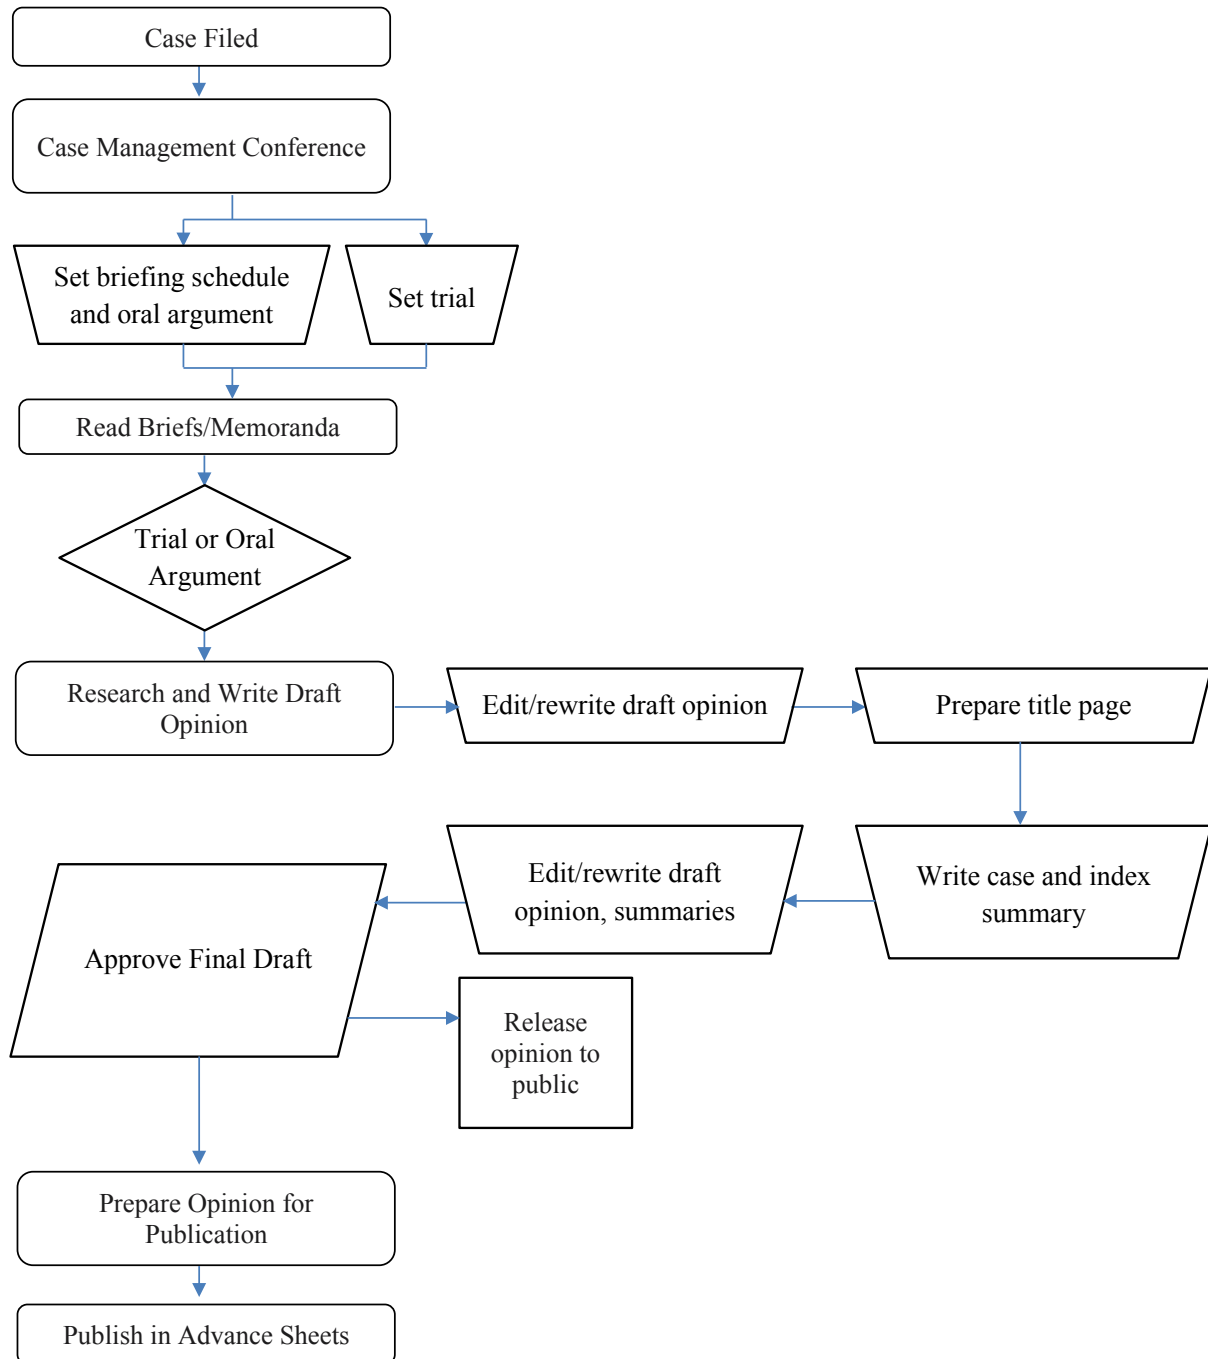 Case Filed
Case Management Conference
Set briefing schedule
and oral argument
Set trial
Read Briefs/Memoranda
Trial or Oral
Argument
Research and Write Draft
Opinion
Edit/rewrite draft opinion
Prepare title page
Write case and index
summary
Edit/rewrite draft
opinion, summaries
Approve Final Draft
Release
opinion to
public
Prepare Opinion for
Publication
Publish in Advance Sheets